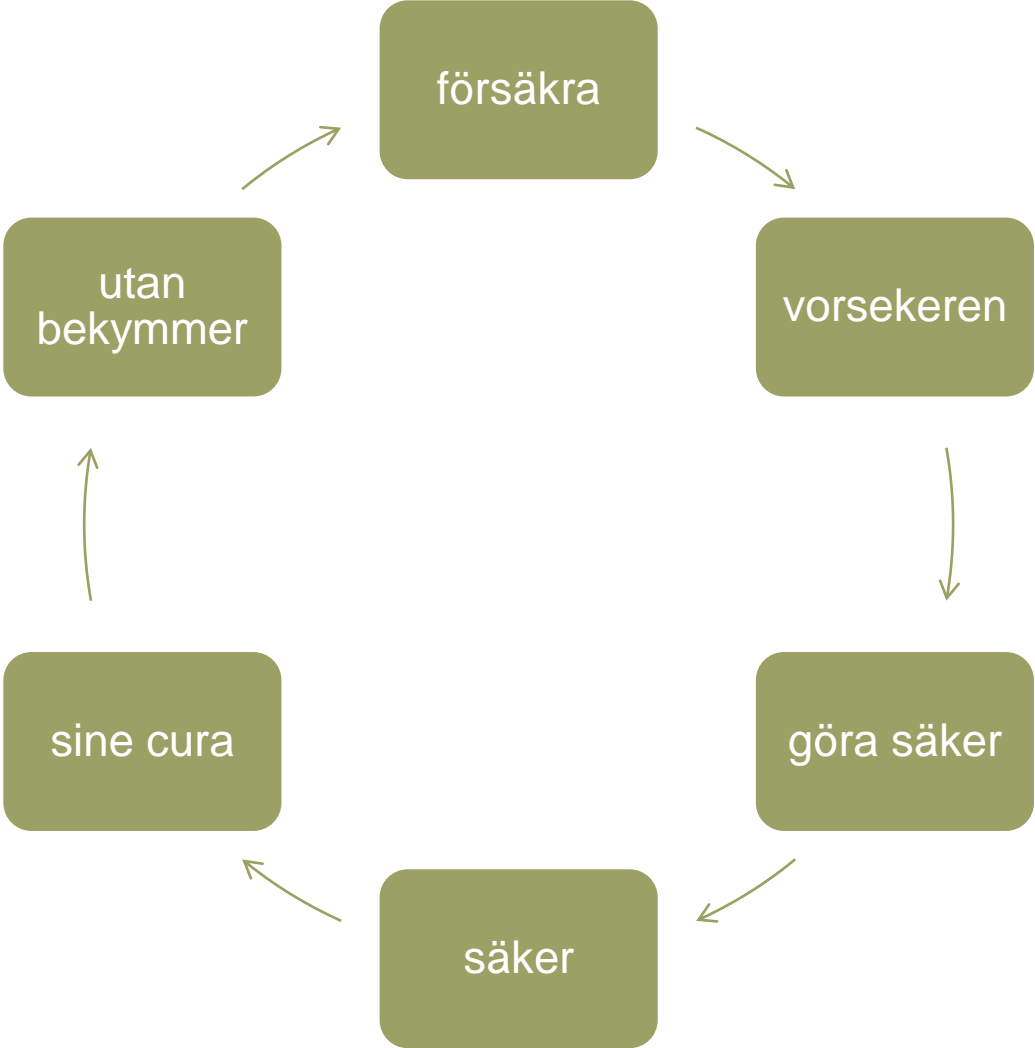 försäkra
vorsekeren
göra säker
säker
sine cura
utan
bekymmer